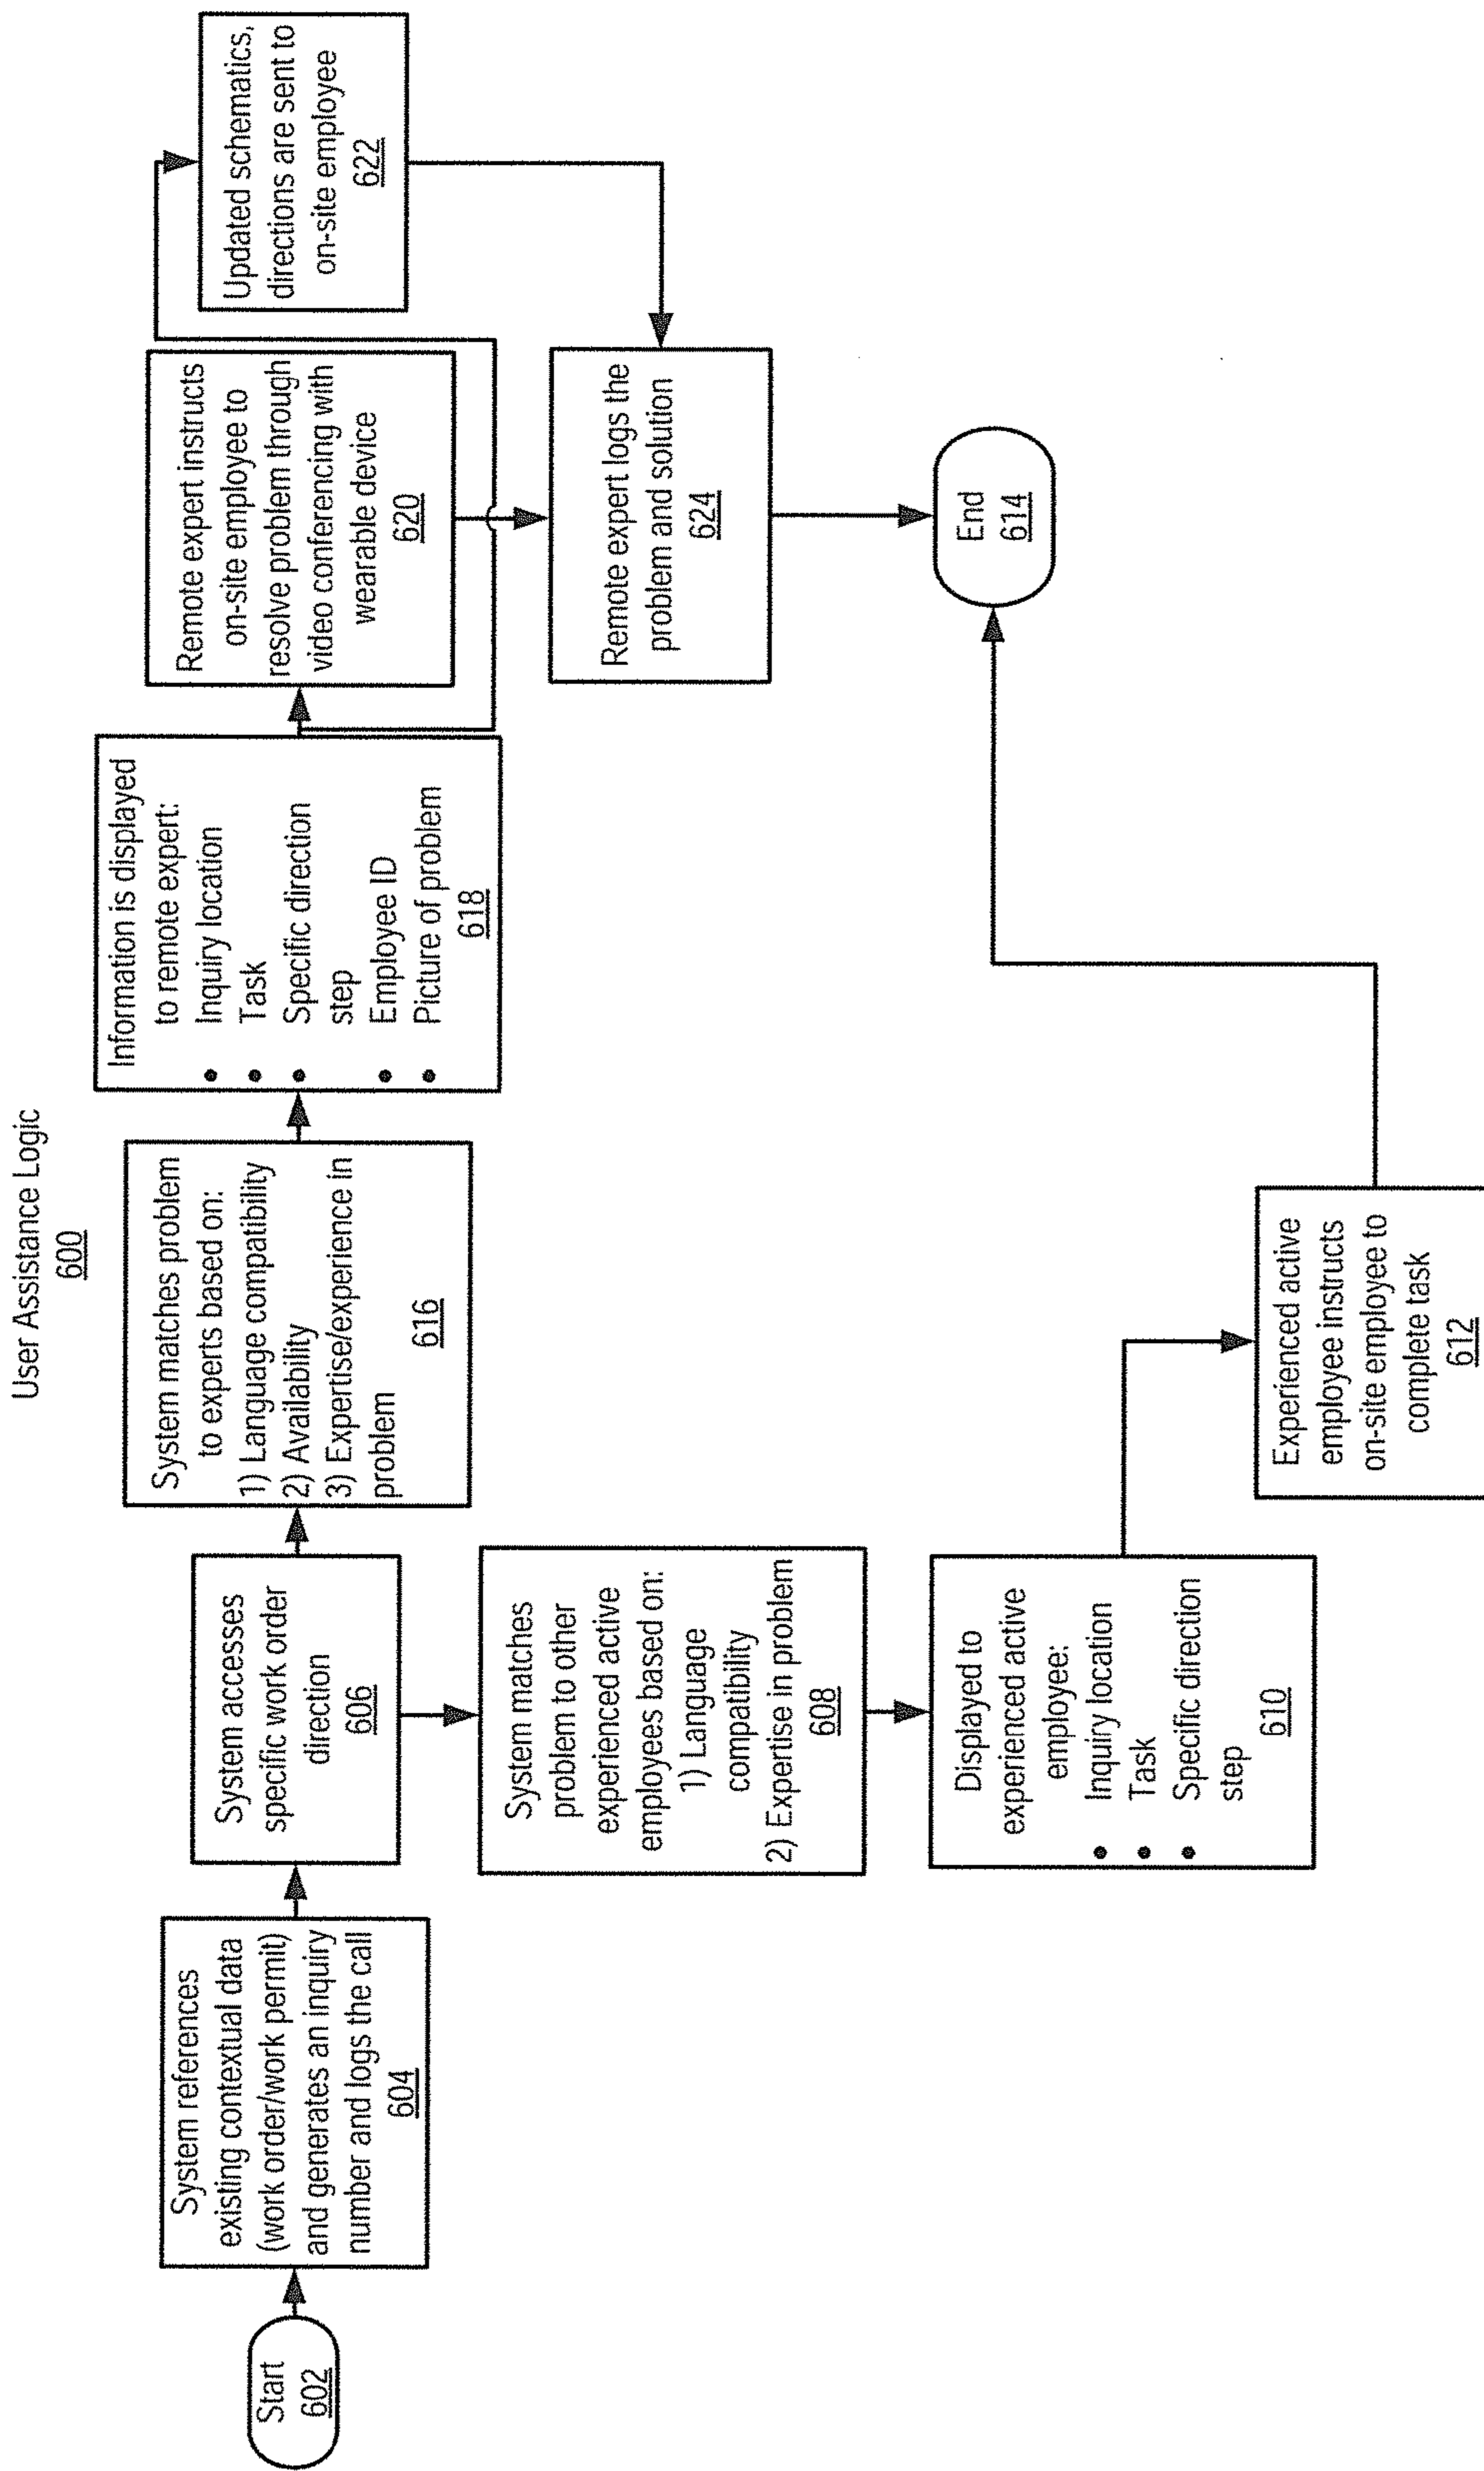 User Assistance Logic
600
Start
602
System references
existing contextual data
(work order/work permit)
and generates an inquiry
number and logs the call
604
System accesses
specific work order
direction
606
System matches problem
to experts based on:
1) Language compatibility
2) Availability
3) Expertise/experience in
problem
616
Information is displayed
to remote expert:
• Inquiry location
• Task
• Specific direction
step
• Employee ID
• Picture of problem
618
Remote expert instructs
on-site employee to
resolve problem through
video conferencing with
wearable device
620
Updated schematics,
directions are sent to
on-site employee
622
Remote expert logs the
problem and solution
624
System matches
problem to other
experienced active
employees based on:
1) Language
compatibility
2) Expertise in problem
608
Displayed to
experienced active
employee:
• Inquiry location
• Task
• Specific direction
step
610
Experienced active
employee instructs
on-site employee to
complete task
612
End
614